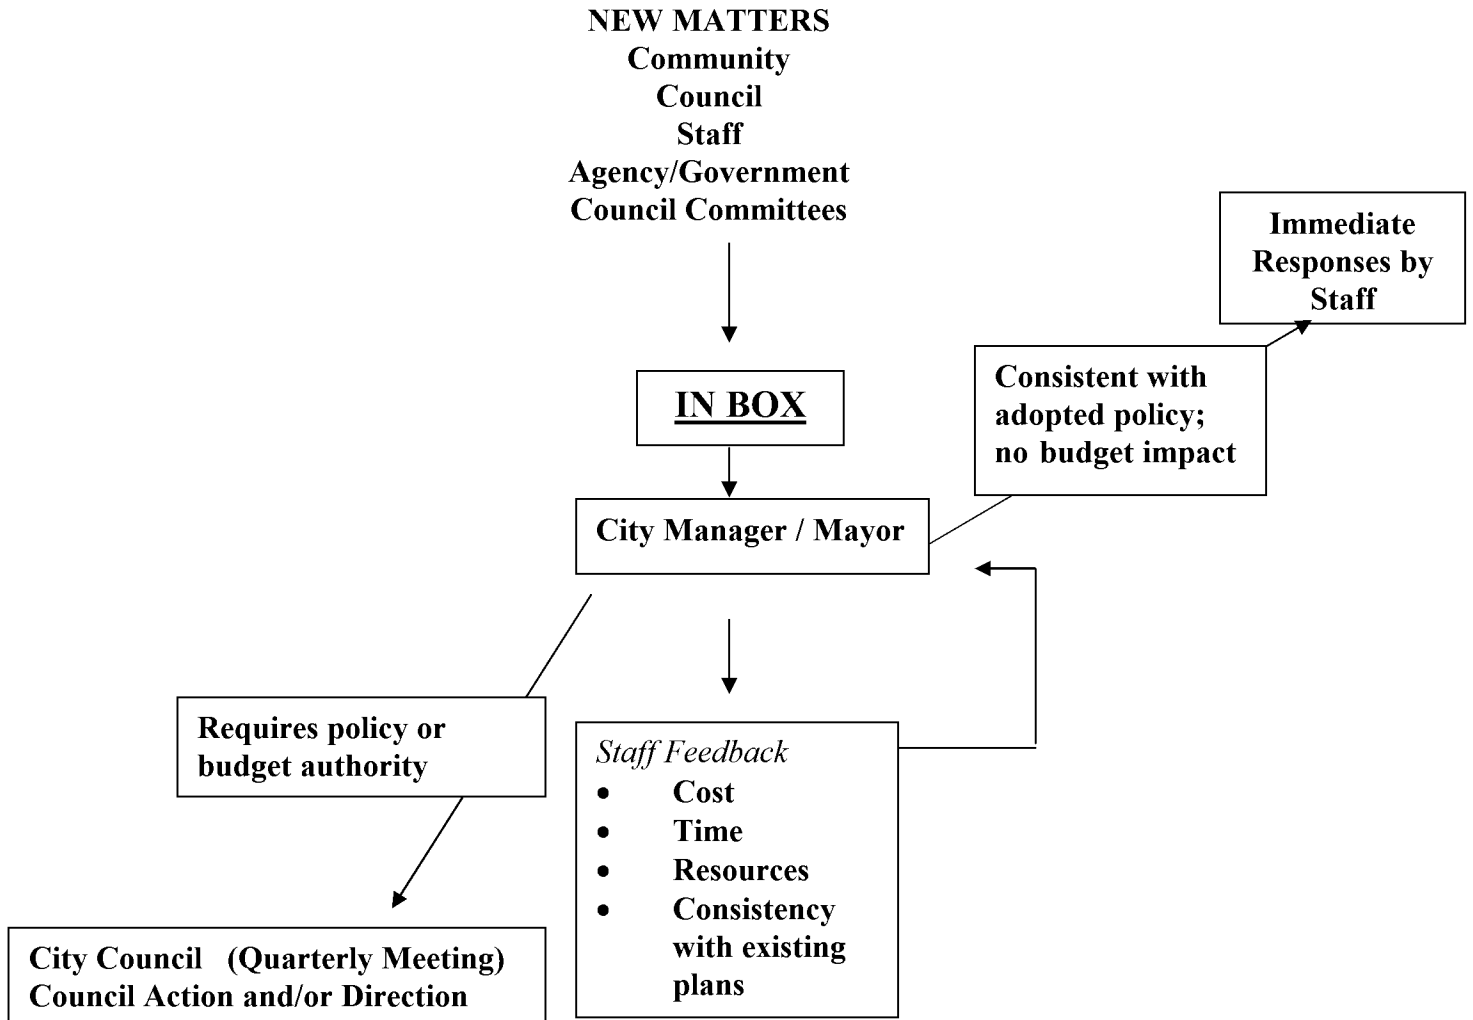 NEW MATTERS
Community
Council
Staff
Agency/Government
Council Committees
Immediate
Responses by
Staff
Consistent with
adopted policy;
no budget impact
IN BOX
City Manager / Mayor
Requires policy or
budget authority
Staff Feedback
• Cost
• Time
• Resources
• Consistency
with existing
plans
City Council (Quarterly Meeting)
Council Action and/or Direction